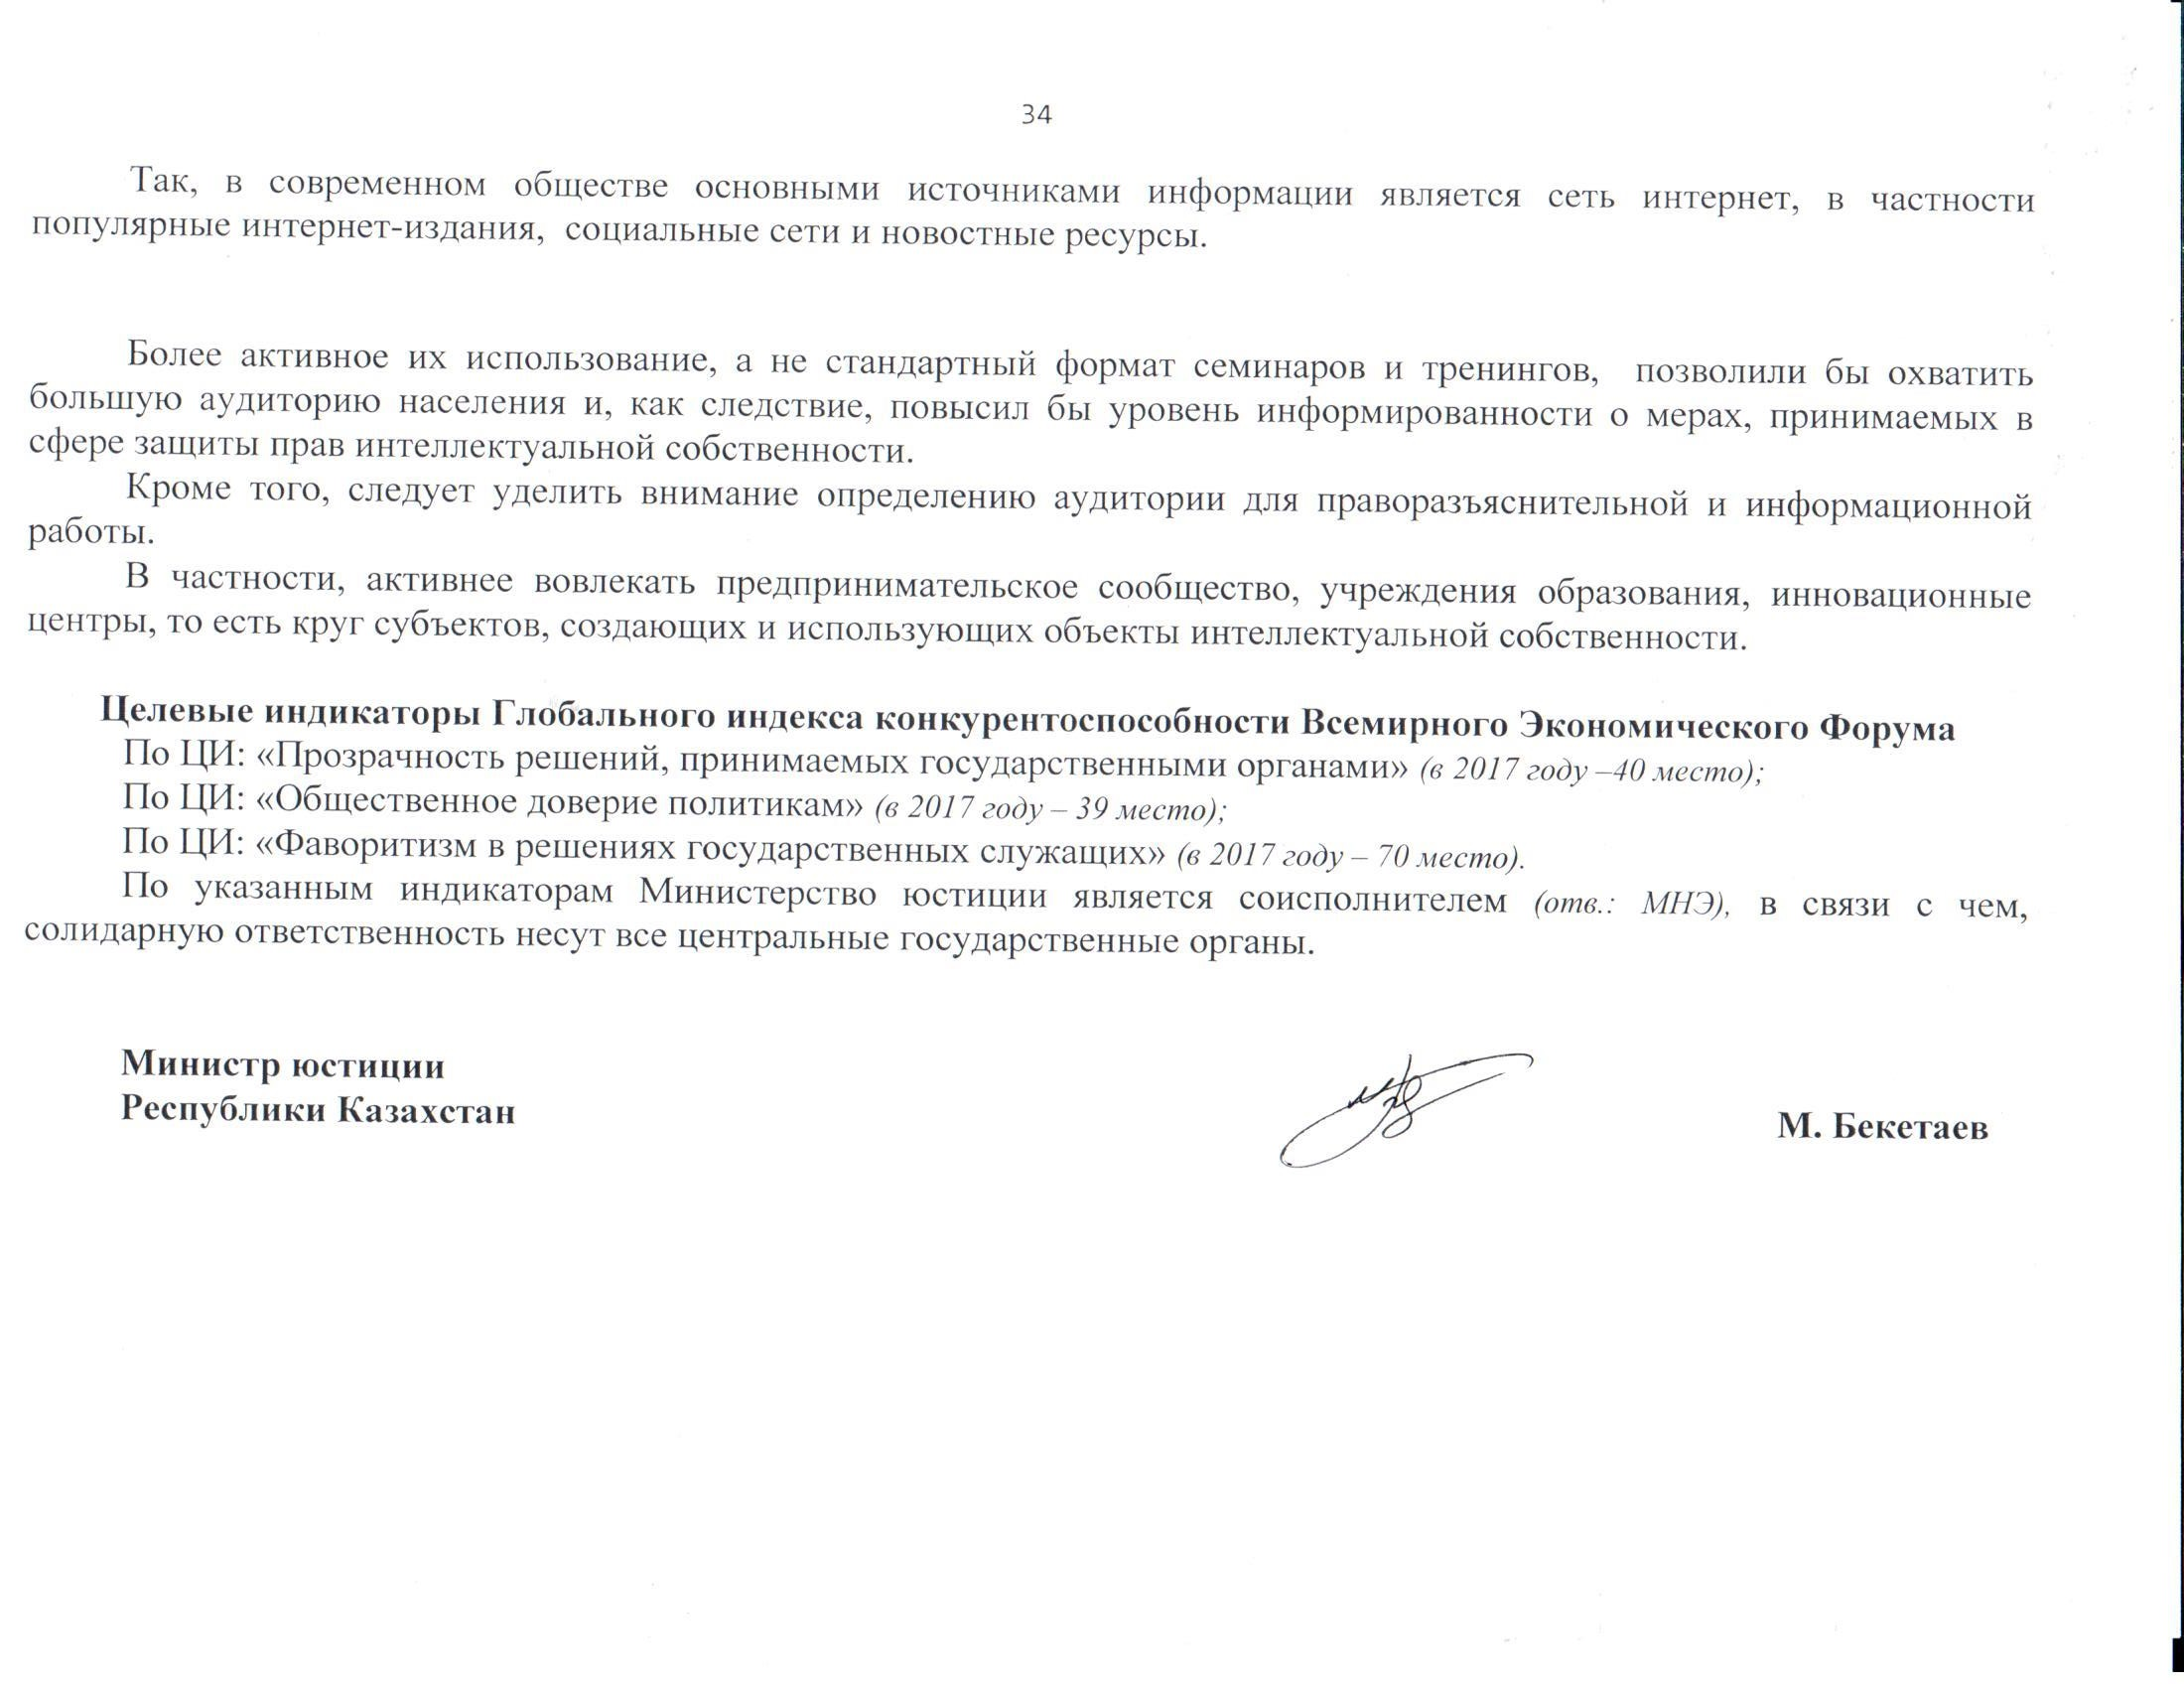 34
Так, в современном обществе основными источниками информации является сеть интернет, в частности
популярные интернет-издания, социальные сети и новостные ресурсы.
Более активное их использование, а не стандартный формат семинаров и тренингов, позволили бы охватить
большую аудиторию населения и, как следствие, повысил бы уровень информированности о мерах, принимаемых в
сфере защиты прав интеллектуальной собственности.
Кроме того, следует уделить внимание определению аудитории для праворазъяснительной и информационной
работы.
В частности, активнее вовлекать предпринимательское сообщество, учреждения образования, инновационные
центры, то есть круг субъектов, создающих и использующих объекты интеллектуальной собственности.
Целевые индикаторы Глобального индекса конкурентоспособности Всемирного Экономического Форума
По ЦИ: «Прозрачность решений, принимаемых государственными органами» (в 2017 году –40 место);
По ЦИ: «Общественное доверие политикам» (в 2017 году – 39 место);
По ЦИ: «Фаворитизм в решениях государственных служащих» (в 2017 году – 70 место).
По указанным индикаторам Министерство юстиции является соисполнителем (отв.: МНЭ), в связи с чем,
солидарную ответственность несут все центральные государственные органы.
Министр юстиции
Республики Казахстан
М. Бекетаев